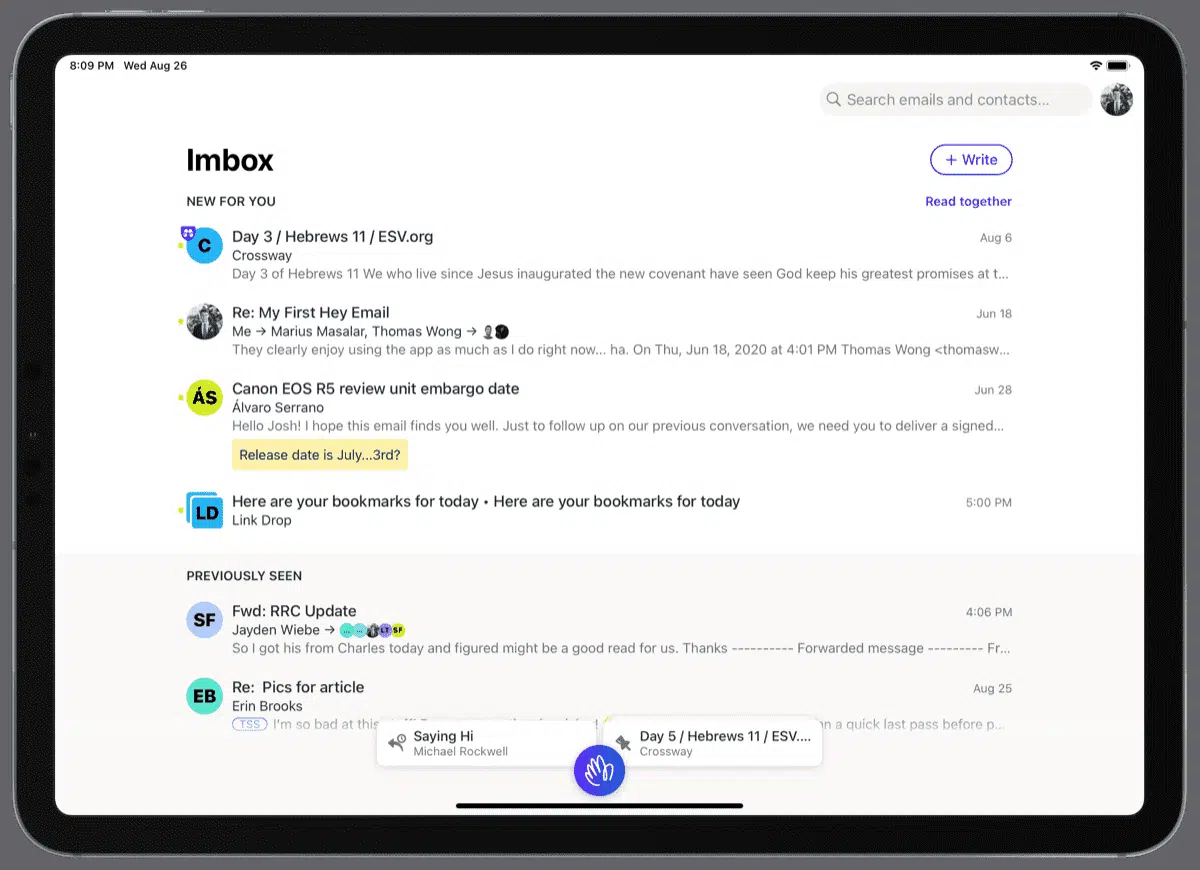 8:09 PM Wed Aug 26
Search emails and contacts...
Imbox
+ Write
NEW FOR YOU
Read together
C
Day 3 / Hebrews 11 / ESV.org
Aug 6
Crossway
Day 3 of Hebrews 11 We who live since Jesus inaugurated the new covenant have seen God keep his greatest promises at t...
Re: My First Hey Email
Jun 18
Me → Marius Masalar, Thomas Wong →
They clearly enjoy using the app as much as I do right now... ha. On Thu, Jun 18, 2020 at 4:01 PM Thomas Wong <thomasw...
ÁS
Canon EOS R5 review unit embargo date
Jun 28
Álvaro Serrano
Hello Josh! I hope this email finds you well. Just to follow up on our previous conversation, we need you to deliver a signed...
Release date is July...3rd?
LD
Here are your bookmarks for today • Here are your bookmarks for today
5:00 PM
Link Drop
PREVIOUSLY SEEN
SF
Fwd: RRC Update
4:06 PM
Jayden Wiebe → ... ... LT SF
So I got his from Charles today and figured might be a good read for us. Thanks ---------- Forwarded message --------- Fr...
EB
Re: Pics for article
Aug 25
Erin Brooks
TSS I'm so bad at this
a quick last pass before p...
Saying Hi
Michael Rockwell
Day 5 / Hebrews 11 / ESV....
Crossway